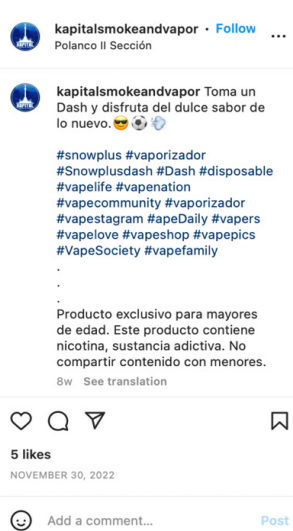 kapitalsmokeandvapor • Follow ...
Polanco II Sección
kapitalsmokeandvapor Toma un
Dash y disfruta del dulce sabor de
lo nuevo.😎⚽💨
#snowplus #vaporizador
#Snowplusdash #Dash #disposable
#vapelife #vapenation
#vapecommunity #vaporizador
#vapestagram #apeDaily #vapers
#vapelove #vapeshop #vapepics
#VapeSociety #vapefamily
.
.
.
Producto exclusivo para mayores
de edad. Este producto contiene
nicotina, sustancia adictiva. No
compartir contenido con menores.
8w See translation
5 likes
NOVEMBER 30, 2022
Add a comment... Post